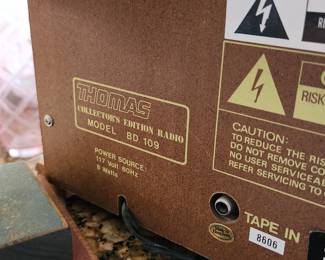 THOMAS
COLLECTOR'S EDITION RADIO
MODEL BD 109
POWER SOURCE:
117 Volt 60Hz
8 Watts
RISK
CAUTION:
TO REDUCE THE RIS
DO NOT REMOVE CO
NO USER SERVICEAB
REFER SERVICING TO
TAPE IN
8606